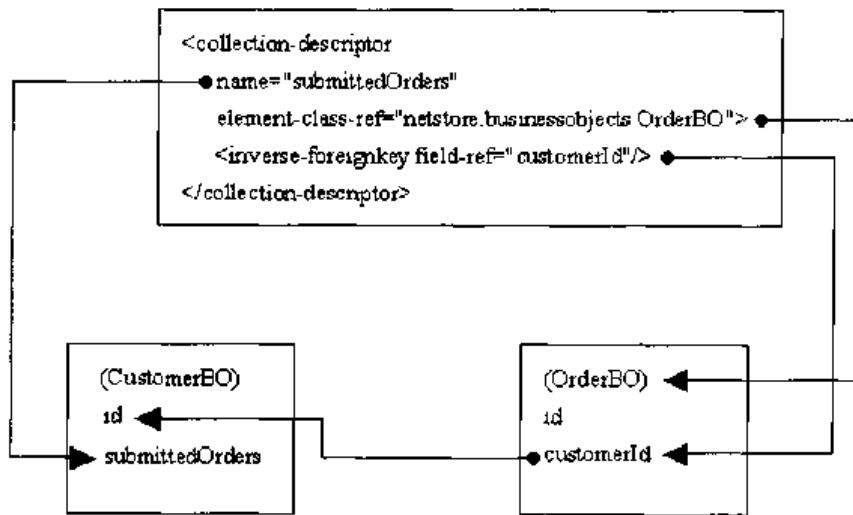 <collection-descriptor
name="submittedOrders"
element-class-ref="netstore.businessobjects OrderBO">
<inverse-foreignkey field-ref="customerId"/>
</collection-descriptor>
(CustomerBO)
id
submittedOrders
(OrderBO)
id
customerId